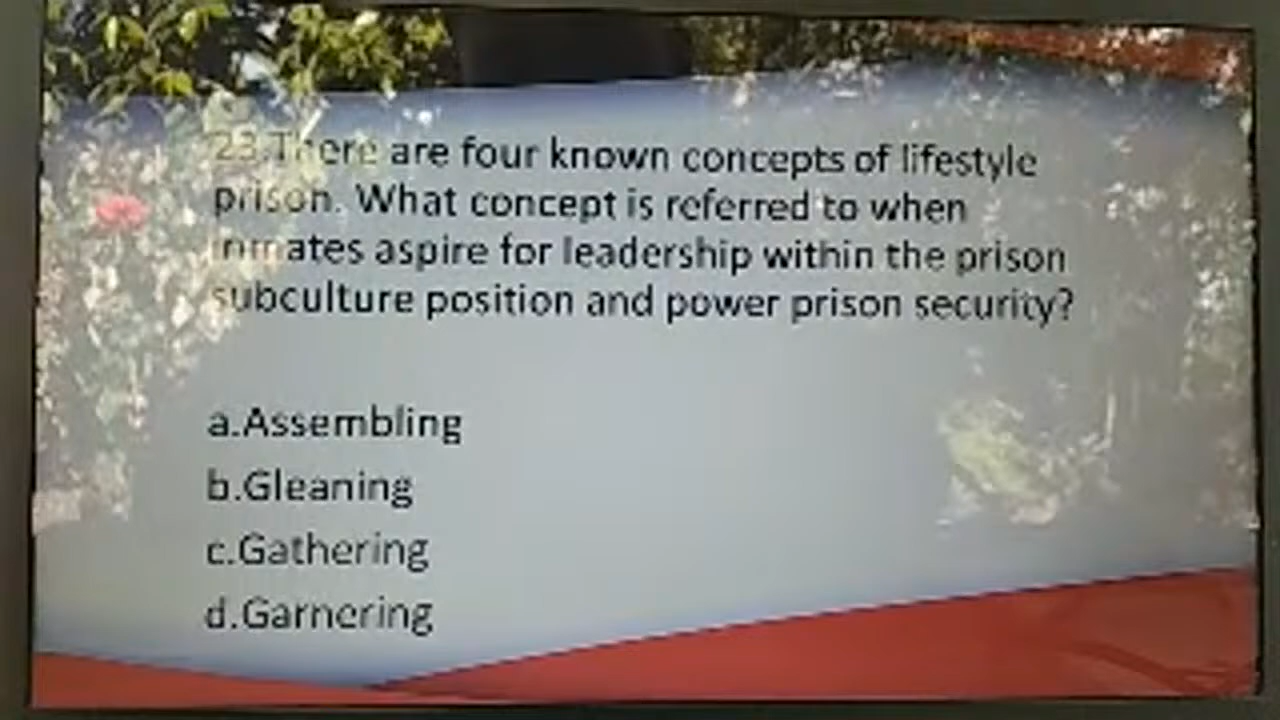 23.There are four known concepts of lifestyle
prison. What concept is referred to when
inmates aspire for leadership within the prison
subculture position and power prison security?
a.Assembling
b.Gleaning
c.Gathering
d.Garnering